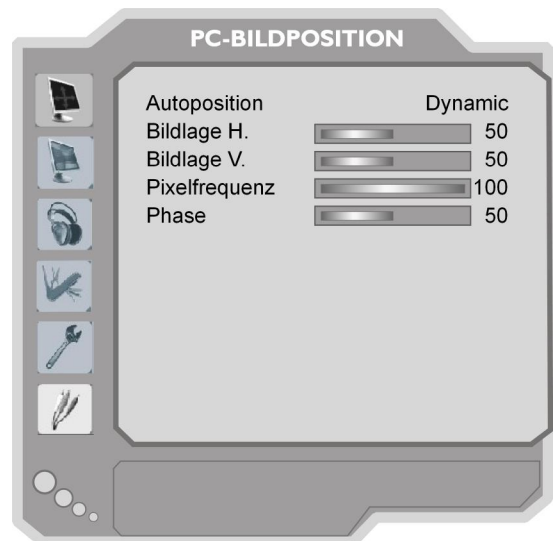 PC-BILDPOSITION
Autoposition Dynamic
Bildlage H. 50
Bildlage V. 50
Pixelfrequenz 100
Phase 50